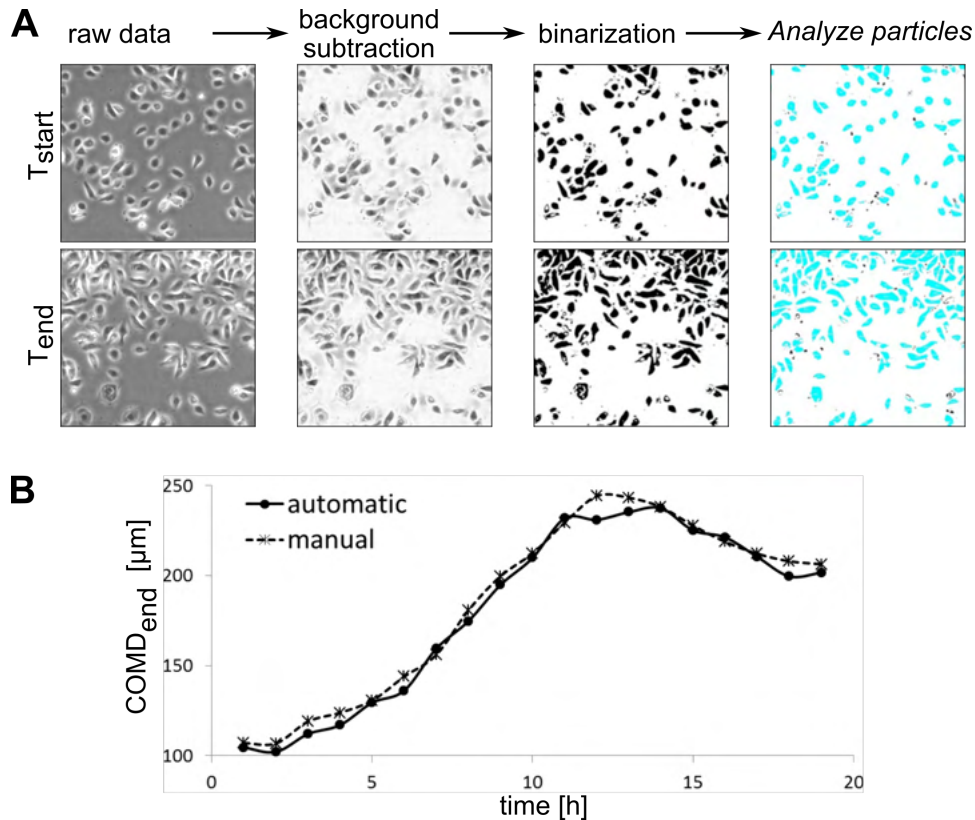 A
raw data
background
subtraction
binarization
Analyze particles
Tstart
Tend
B
250
200
150
100
COMDend [µm]
automatic
manual
0
5
10
15
20
time [h]